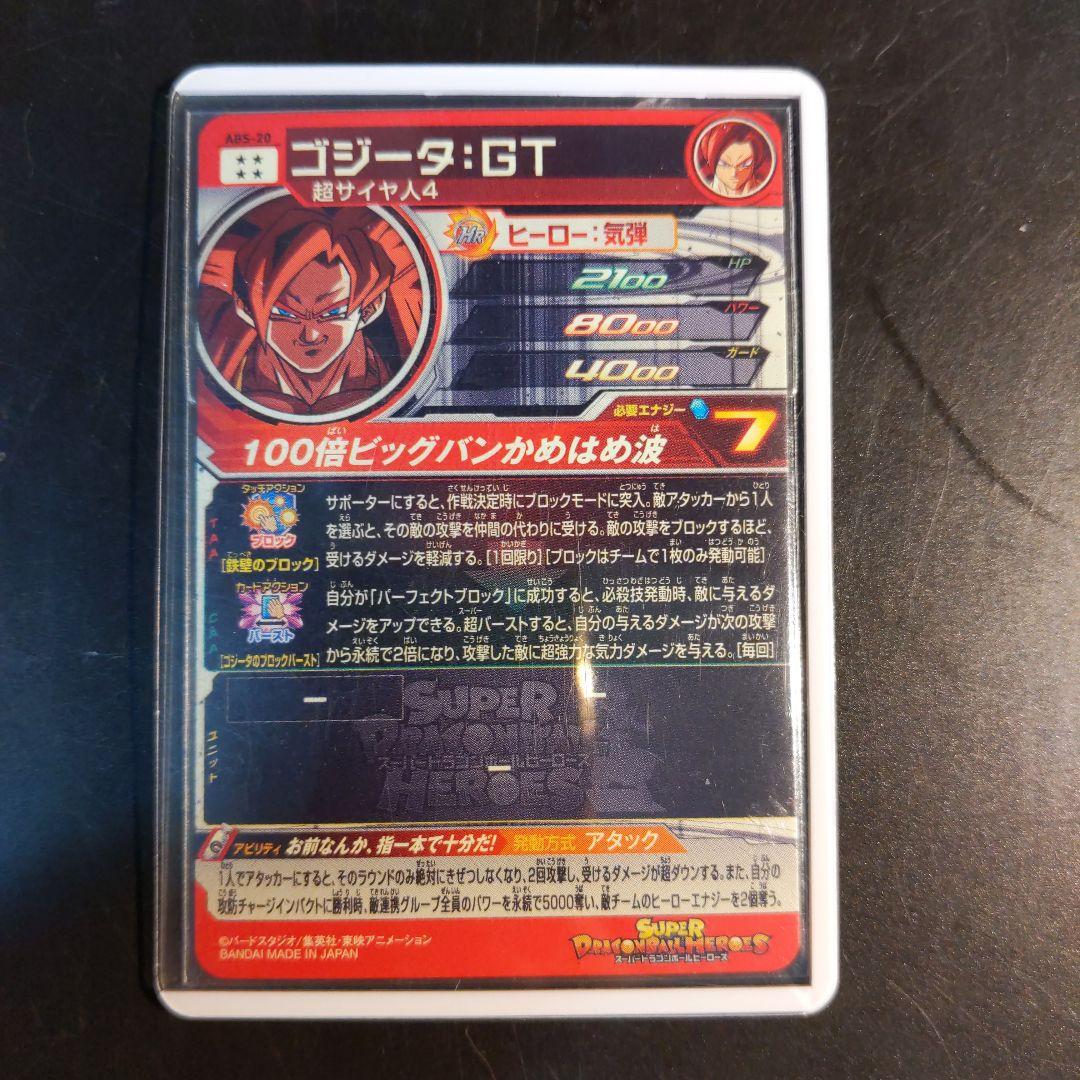 ABS-20
ゴジータ:GT
超サイヤ人4
HR
ヒーロー:気弾
HP
2100
パワー
8000
ガード
4000
必要エナジー
7
100倍ビッグバンかめはめ波
タッチアクション
ブロック
[鉄壁のブロック]
TAA
サポーターにすると、作戦決定時にブロックモードに突入。敵アタッカーから1人
を選ぶと、その敵の攻撃を仲間の代わりに受ける。敵の攻撃をブロックするほど、
受けるダメージを軽減する。[1回限り][ブロックはチームで1枚のみ発動可能]
カードアクション
バースト
[ゴジータのブロックバースト]
CAA
自分が「パーフェクトブロック」に成功すると、必殺技発動時、敵に与えるダ
メージをアップできる。超バーストすると、自分の与えるダメージが次の攻撃
から永続で2倍になり、攻撃した敵に超強力な気力ダメージを与える。[毎回]
ユニット
ー
ー
ー
SUPER
DRAGON BALL
スーパードラゴンボールヒーローズ
HEROES
アビリティ お前なんか、指一本で十分だ! 発動方式 アタック
1人でアタッカーにすると、そのラウンドのみ絶対にきぜつしなくなり、2回攻撃し、受けるダメージが超ダウンする。また、自分の
攻防チャージインパクトに勝利時、敵連携グループ全員のパワーを永続で5000奪い、敵チームのヒーローエナジーを2個奪う。
©バードスタジオ/集英社・東映アニメーション
BANDAI MADE IN JAPAN
SUPER
DRAGONBALL HEROES
スーパードラゴンボールヒーローズ